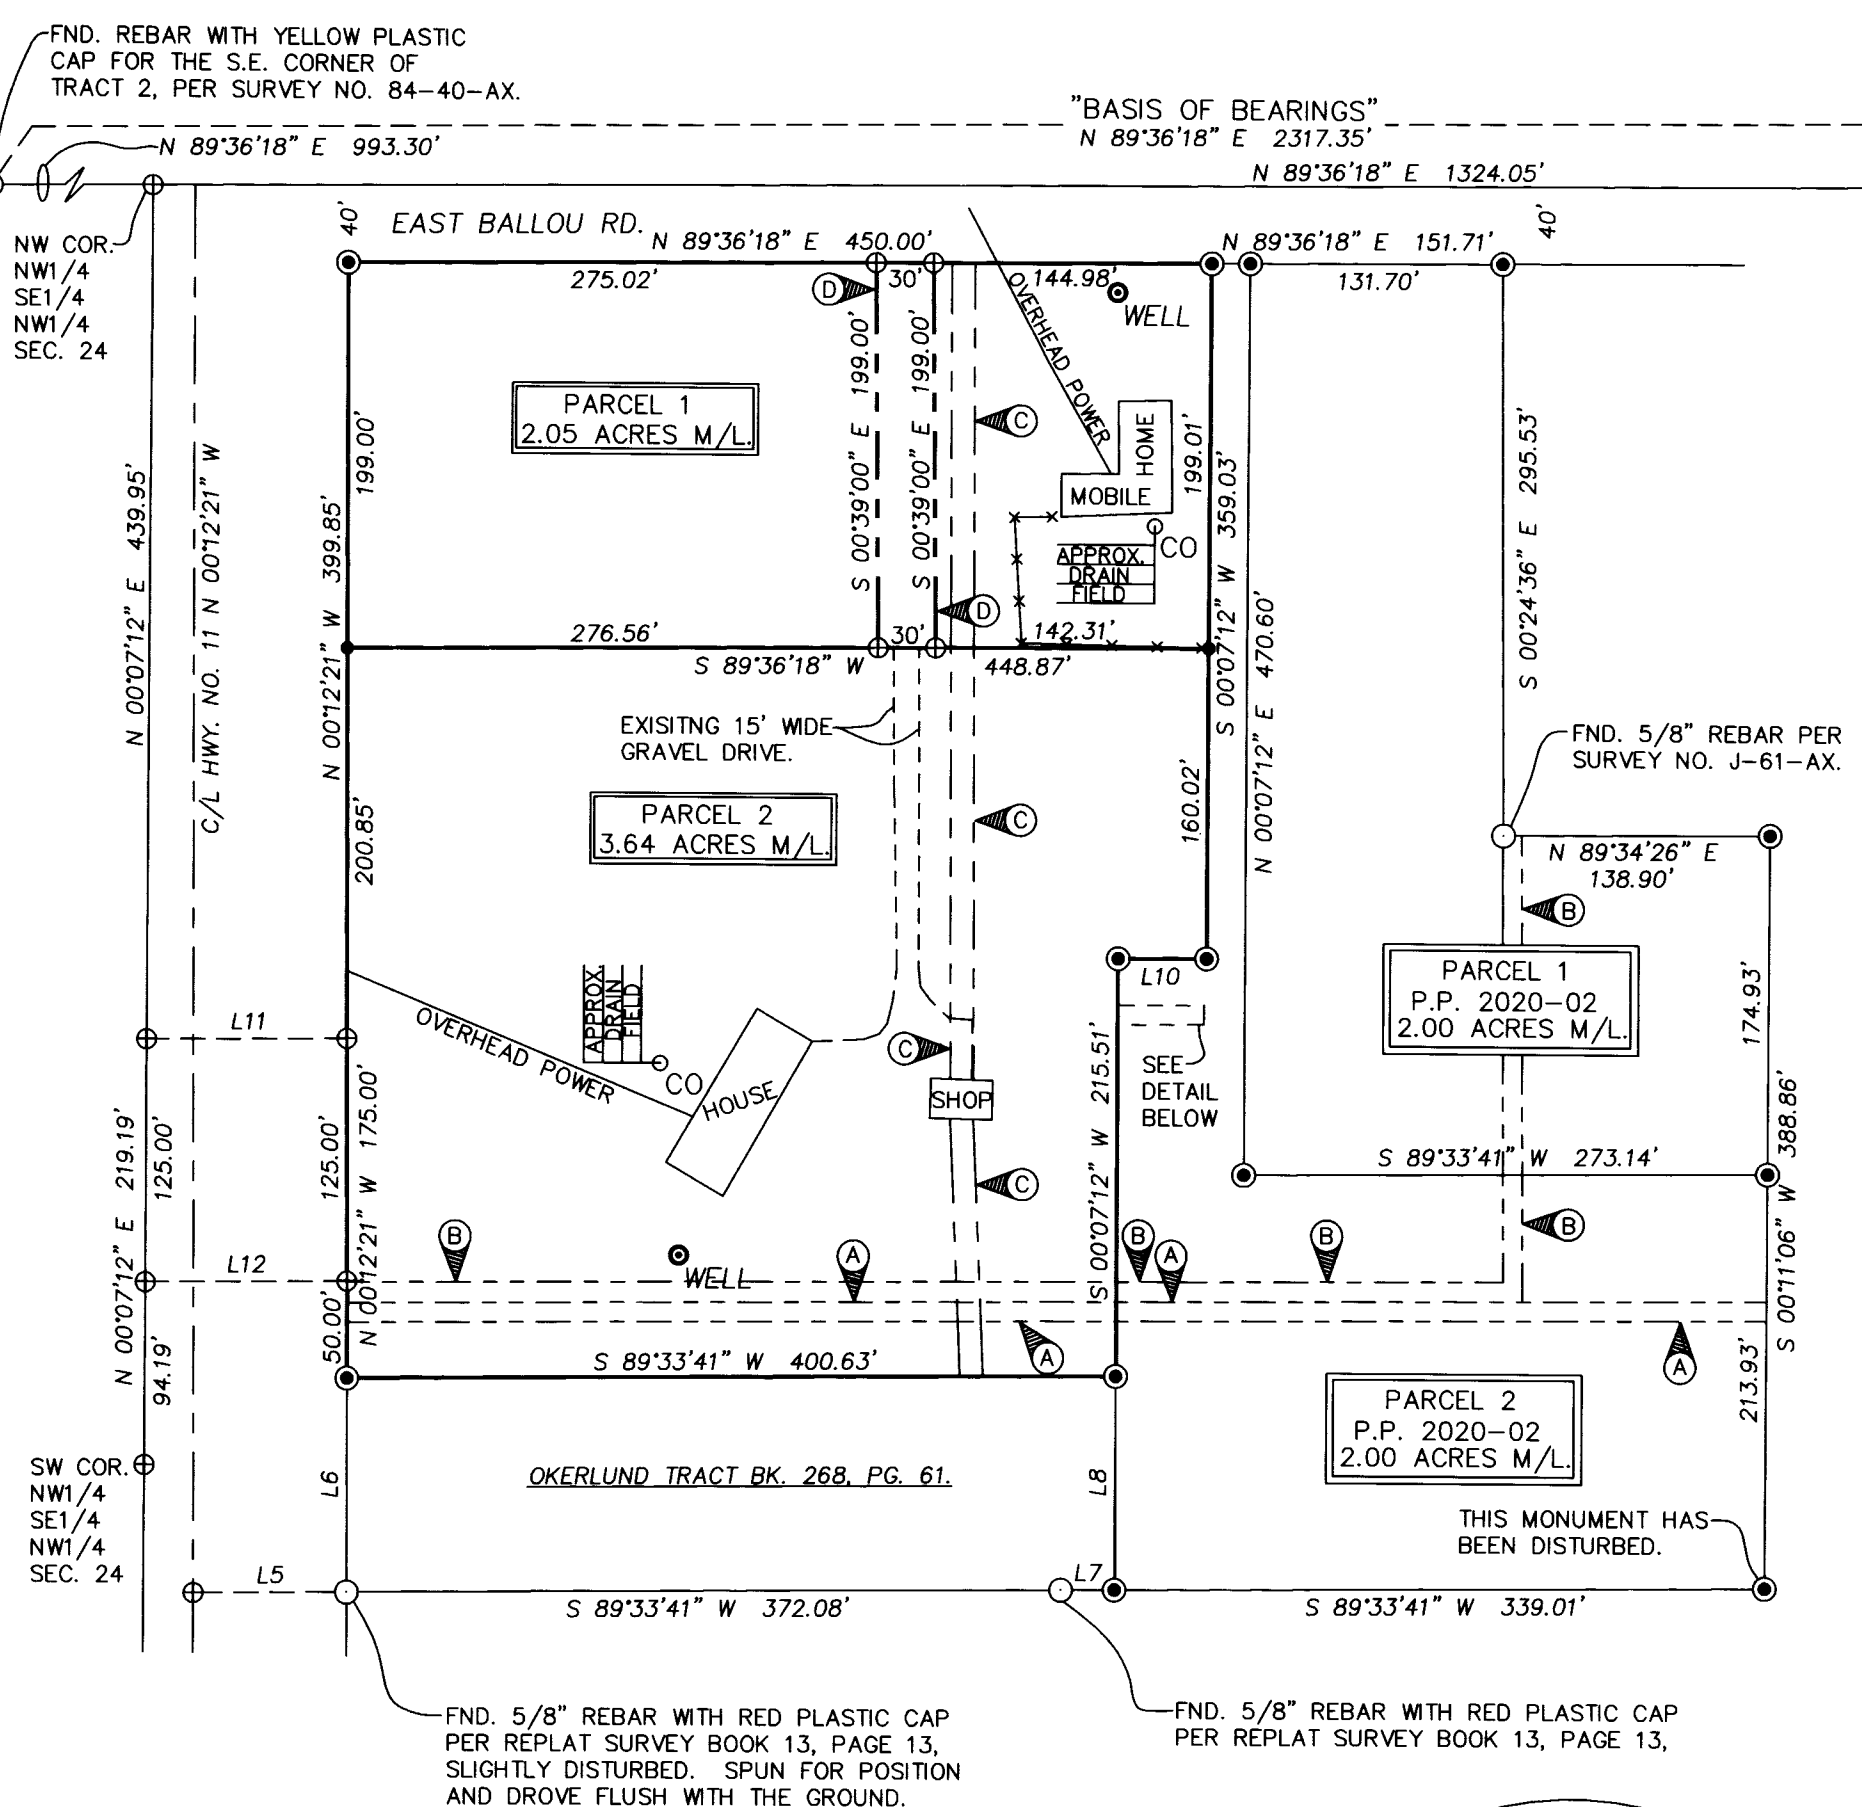 FND. REBAR WITH YELLOW PLASTIC
CAP FOR THE S.E. CORNER OF
TRACT 2, PER SURVEY NO. 84-40-AX.
"BASIS OF BEARINGS"
N 89°36'18" E 2317.35'
N 89°36'18" E 993.30'
N 89°36'18" E 1324.05'
NW COR.
NW1/4
SE1/4
NW1/4
SEC. 24
40'
EAST BALLOU RD.
N 89°36'18" E 450.00'
N 89°36'18" E 151.71'
40'
275.02'
30'
144.98'
131.70'
D
WELL
OVERHEAD POWER
PARCEL 1
2.05 ACRES M/L.
S 00°39'00" E 199.00'
S 00°39'00" E 199.00'
C
MOBILE
HOME
199.01'
CO
APPROX.
DRAIN
FIELD
D
199.00'
N 00°12'21" W 399.85'
N 00°07'12" E 439.95'
C/L HWY. NO. 11 N 00°12'21" W
S 00°07'12" W 359.03'
N 00°07'12" E 470.60'
S 00°24'36" E 295.53'
276.56'
30'
142.31'
S 89°36'18" W
448.87'
EXISITNG 15' WIDE
GRAVEL DRIVE.
FND. 5/8" REBAR PER
SURVEY NO. J-61-AX.
PARCEL 2
3.64 ACRES M/L.
C
200.85'
160.02'
N 89°34'26" E
138.90'
B
L10
PARCEL 1
P.P. 2020-02
2.00 ACRES M/L.
174.93'
L11
OVERHEAD POWER
APPROX.
DRAIN
FIELD
CO
HOUSE
C
SHOP
SEE
DETAIL
BELOW
S 00°07'12" W 215.51'
S 89°33'41" W 273.14'
388.86'
S 00°11'06" W
C
B
N 00°07'12" E 219.19'
125.00'
125.00'
N 00°12'21" W 175.00'
L12
B
WELL
A
B
A
B
50.00'
94.19'
S 89°33'41" W 400.63'
A
A
213.93'
PARCEL 2
P.P. 2020-02
2.00 ACRES M/L.
SW COR.
NW1/4
SE1/4
NW1/4
SEC. 24
L6
OKERLUND TRACT BK. 268, PG. 61.
L8
THIS MONUMENT HAS
BEEN DISTURBED.
L5
L7
S 89°33'41" W 372.08'
S 89°33'41" W 339.01'
FND. 5/8" REBAR WITH RED PLASTIC CAP
PER REPLAT SURVEY BOOK 13, PAGE 13,
SLIGHTLY DISTURBED. SPUN FOR POSITION
AND DROVE FLUSH WITH THE GROUND.
FND. 5/8" REBAR WITH RED PLASTIC CAP
PER REPLAT SURVEY BOOK 13, PAGE 13,